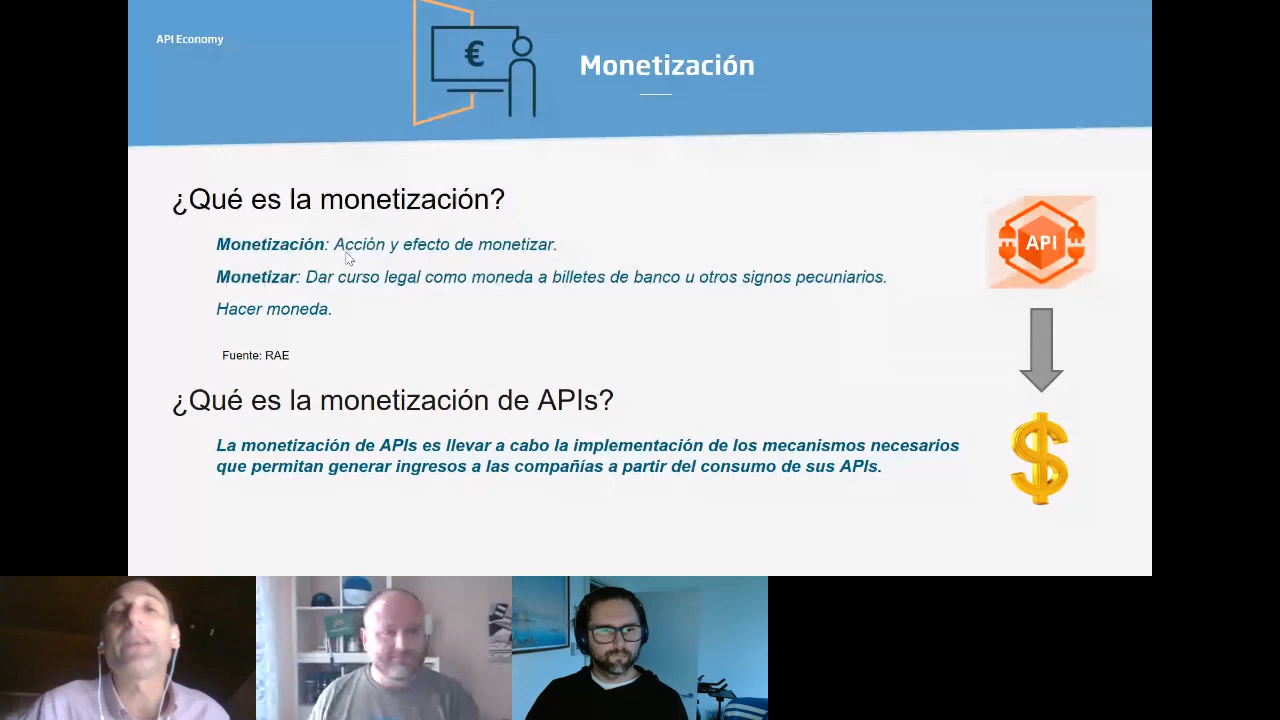 API Economy
€
Monetización
¿Qué es la monetización?
Monetización: Acción y efecto de monetizar.
Monetizar: Dar curso legal como moneda a billetes de banco u otros signos pecuniarios.
Hacer moneda.
Fuente: RAE
API
¿Qué es la monetización de APIs?
La monetización de APIs es llevar a cabo la implementación de los mecanismos necesarios
que permitan generar ingresos a las compañías a partir del consumo de sus APIs.
$